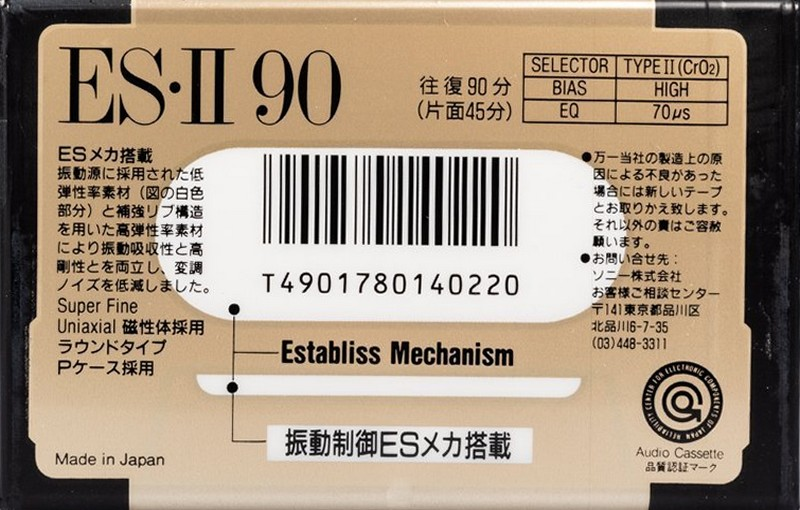 ES・II 90
往復90分
(片面45分)
SELECTOR TYPE II (CrO2)
BIAS HIGH
EQ 70μs
ESメカ搭載
振動源に採用された低
弾性率素材（図の白色
部分）と補強リブ構造
を用いた高弾性率素材
により振動吸収性と高
剛性とを両立し、変調
ノイズを低減しました。
Super Fine
Uniaxial 磁性体採用
ラウンドタイプ
Pケース採用
T4901780140220
●万一当社の製造上の原
因による不良があった
場合には新しいテープ
とお取りかえ致します。
それ以外の責はご容赦
願います。
●お問い合せ先：
ソニー株式会社
お客様ご相談センター
〒141東京都品川区
北品川6-7-35
(03)448-3311
Establiss Mechanism
振動制御ESメカ搭載
Made in Japan
RELIABILITY CENTER FOR ELECTRONIC COMPONENTS OF JAPAN
Audio Cassette
品質認証マーク